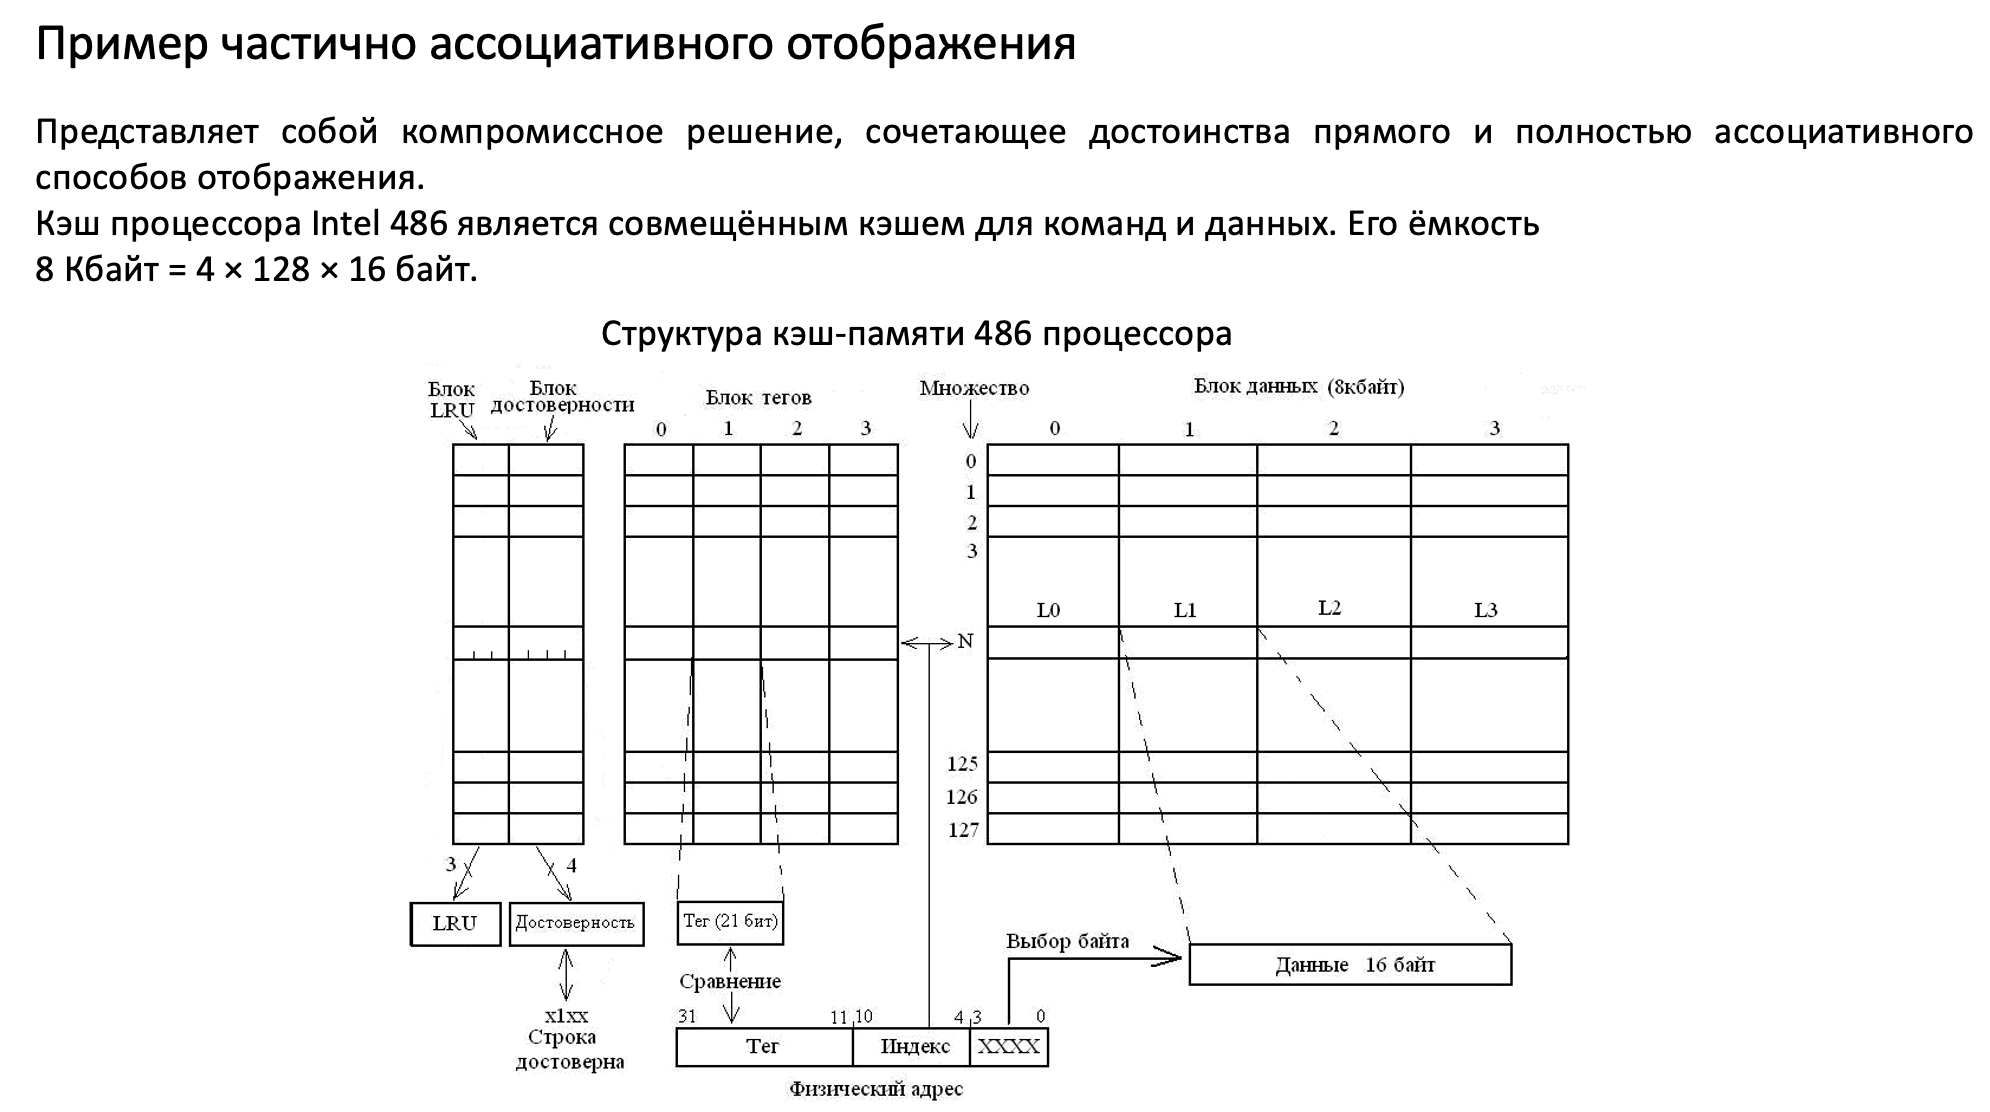 Пример частично ассоциативного отображения
Представляет собой компромиссное решение, сочетающее достоинства прямого и полностью ассоциативного
способов отображения.
Кэш процессора Intel 486 является совмещённым кэшем для команд и данных. Его ёмкость
8 Кбайт = 4 × 128 × 16 байт.
Структура кэш-памяти 486 процессора
Блок LRU
Блок достоверности
Блок тегов
Множество
Блок данных (8кбайт)
0 1 2 3
0 1 2 3
0
1
2
3
L0 L1 L2 L3
N
125
126
127
3 4
LRU
Достоверность
Тег (21 бит)
Выбор байта
Данные 16 байт
Сравнение
x1xx
Строка
достоверна
31 11 10 4 3 0
Тег Индекс XXXX
Физический адрес